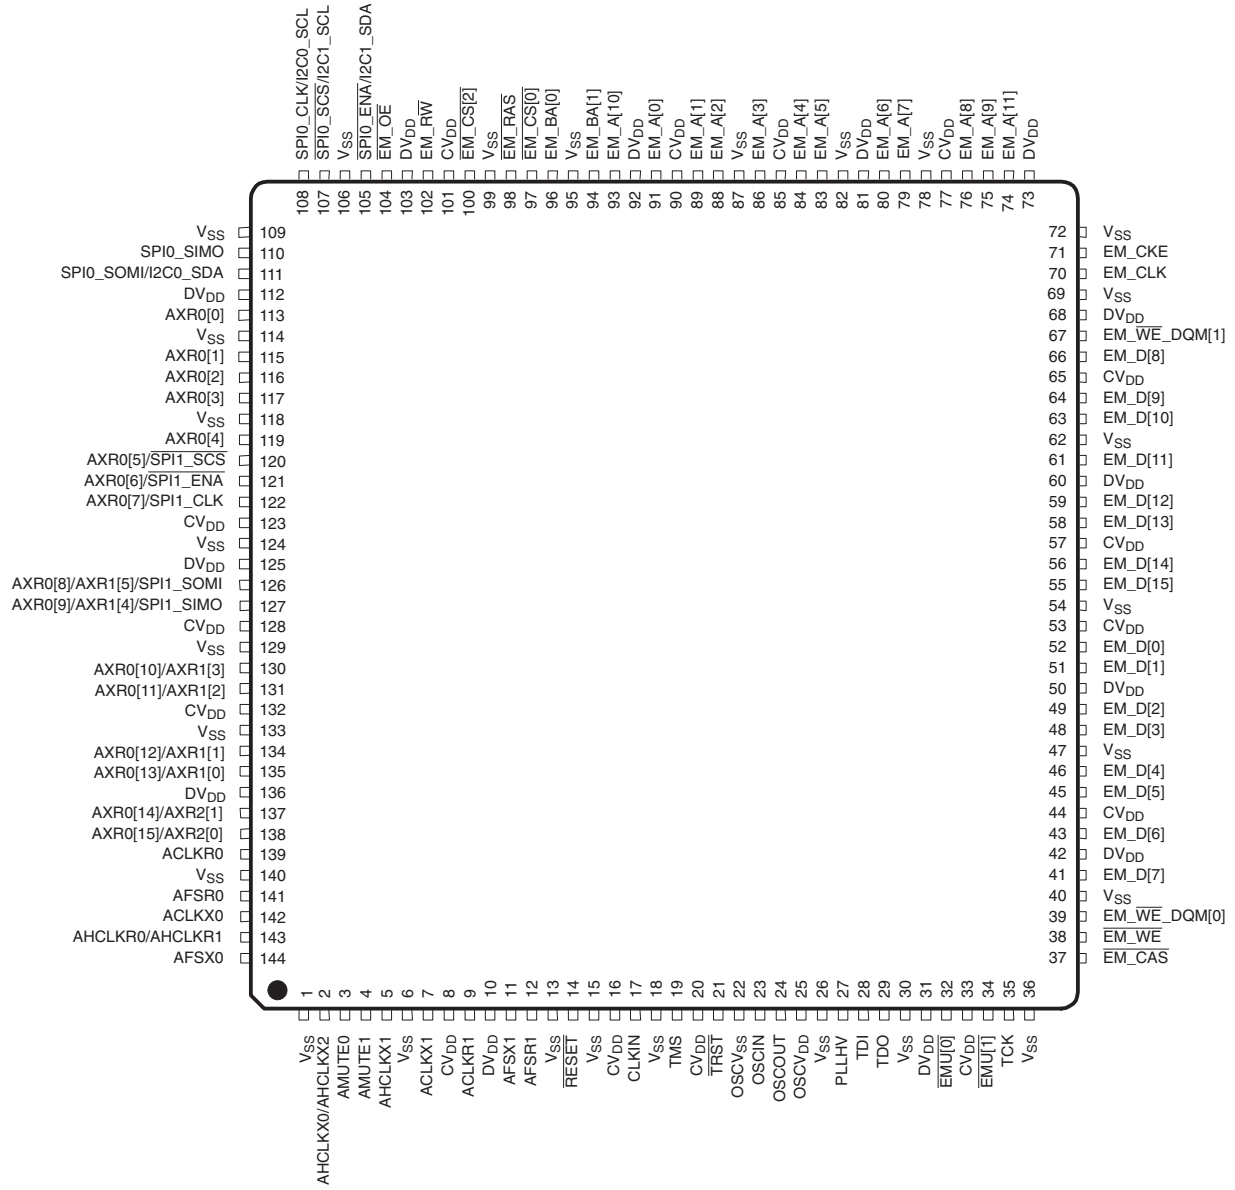 SPI0_CLK/I2C0_SCL
SPI0_SCS/I2C1_SCL
VSS
SPI0_ENA/I2C1_SDA
EM_OE
DVDD
EM_RW
CVDD
EM_CS[2]
VSS
EM_RAS
EM_CS[0]
EM_BA[0]
VSS
EM_BA[1]
EM_A[10]
DVDD
EM_A[0]
CVDD
EM_A[1]
EM_A[2]
VSS
EM_A[3]
CVDD
EM_A[4]
EM_A[5]
VSS
DVDD
EM_A[6]
EM_A[7]
VSS
CVDD
EM_A[8]
EM_A[9]
EM_A[11]
DVDD
108
107
106
105
104
103
102
101
100
99
98
97
96
95
94
93
92
91
90
89
88
87
86
85
84
83
82
81
80
79
78
77
76
75
74
73
VSS 109
SPI0_SIMO 110
SPI0_SOMI/I2C0_SDA 111
DVDD 112
AXR0[0] 113
VSS 114
AXR0[1] 115
AXR0[2] 116
AXR0[3] 117
VSS 118
AXR0[4] 119
AXR0[5]/SPI1_SCS 120
AXR0[6]/SPI1_ENA 121
AXR0[7]/SPI1_CLK 122
CVDD 123
VSS 124
DVDD 125
AXR0[8]/AXR1[5]/SPI1_SOMI 126
AXR0[9]/AXR1[4]/SPI1_SIMO 127
CVDD 128
VSS 129
AXR0[10]/AXR1[3] 130
AXR0[11]/AXR1[2] 131
CVDD 132
VSS 133
AXR0[12]/AXR1[1] 134
AXR0[13]/AXR1[0] 135
DVDD 136
AXR0[14]/AXR2[1] 137
AXR0[15]/AXR2[0] 138
ACLKR0 139
VSS 140
AFSR0 141
ACLKX0 142
AHCLKR0/AHCLKR1 143
AFSX0 144
72 VSS
71 EM_CKE
70 EM_CLK
69 VSS
68 DVDD
67 EM_WE_DQM[1]
66 EM_D[8]
65 CVDD
64 EM_D[9]
63 EM_D[10]
62 VSS
61 EM_D[11]
60 DVDD
59 EM_D[12]
58 EM_D[13]
57 CVDD
56 EM_D[14]
55 EM_D[15]
54 VSS
53 CVDD
52 EM_D[0]
51 EM_D[1]
50 DVDD
49 EM_D[2]
48 EM_D[3]
47 VSS
46 EM_D[4]
45 EM_D[5]
44 CVDD
43 EM_D[6]
42 DVDD
41 EM_D[7]
40 VSS
39 EM_WE_DQM[0]
38 EM_WE
37 EM_CAS
1
2
3
4
5
6
7
8
9
10
11
12
13
14
15
16
17
18
19
20
21
22
23
24
25
26
27
28
29
30
31
32
33
34
35
36
VSS
AHCLKX0/AHCLKX2
AMUTE0
AMUTE1
AHCLKX1
VSS
ACLKX1
CVDD
ACLKR1
DVDD
AFSX1
AFSR1
VSS
RESET
VSS
CVDD
CLKIN
VSS
TMS
CVDD
TRST
OSCVSS
OSCIN
OSCOUT
OSCVDD
VSS
PLLHV
TDI
TDO
VSS
DVDD
EMU[0]
CVDD
EMU[1]
TCK
VSS